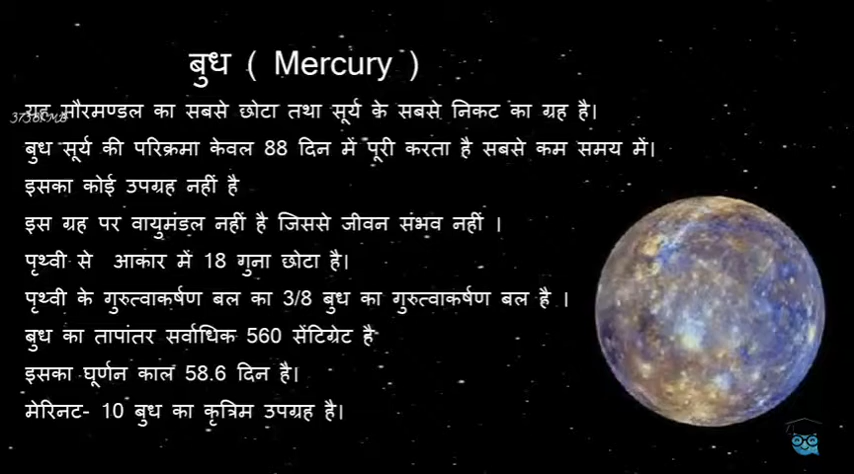 बुध ( Mercury )
यह सौरमण्डल का सबसे छोटा तथा सूर्य के सबसे निकट का ग्रह है।
बुध सूर्य की परिक्रमा केवल 88 दिन में पूरी करता है सबसे कम समय में।
इसका कोई उपग्रह नहीं है
इस ग्रह पर वायुमंडल नहीं है जिससे जीवन संभव नहीं ।
पृथ्वी से आकार में 18 गुना छोटा है।
पृथ्वी के गुरुत्वाकर्षण बल का 3/8 बुध का गुरुत्वाकर्षण बल है ।
बुध का तापांतर सर्वाधिक 560 सेंटिग्रेट है
इसका घूर्णन काल 58.6 दिन है।
मेरिनट- 10 बुध का कृत्रिम उपग्रह है।